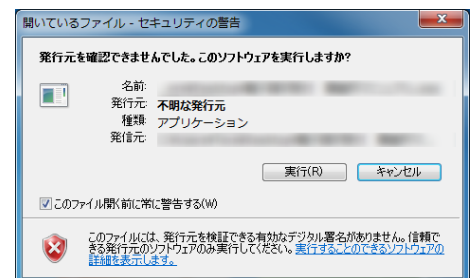 開いているファイル - セキュリティの警告
発行元を確認できませんでした。このソフトウェアを実行しますか?
名前:
発行元: 不明な発行元
種類: アプリケーション
発信元:
実行(R) キャンセル
このファイル開く前に常に警告する(W)
このファイルには、発行元を検証できる有効なデジタル署名がありません。信頼で
きる発行元のソフトウェアのみ実行してください。実行することのできるソフトウェアの
詳細を表示します。